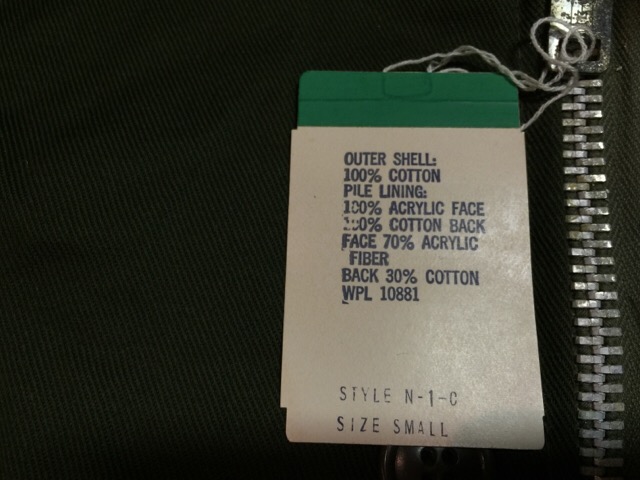 OUTER SHELL:
100% COTTON
PILE LINING:
100% ACRYLIC FACE
100% COTTON BACK
FACE 70% ACRYLIC
FIBER
BACK 30% COTTON
WPL 10881
STYLE N-1-C
SIZE SMALL